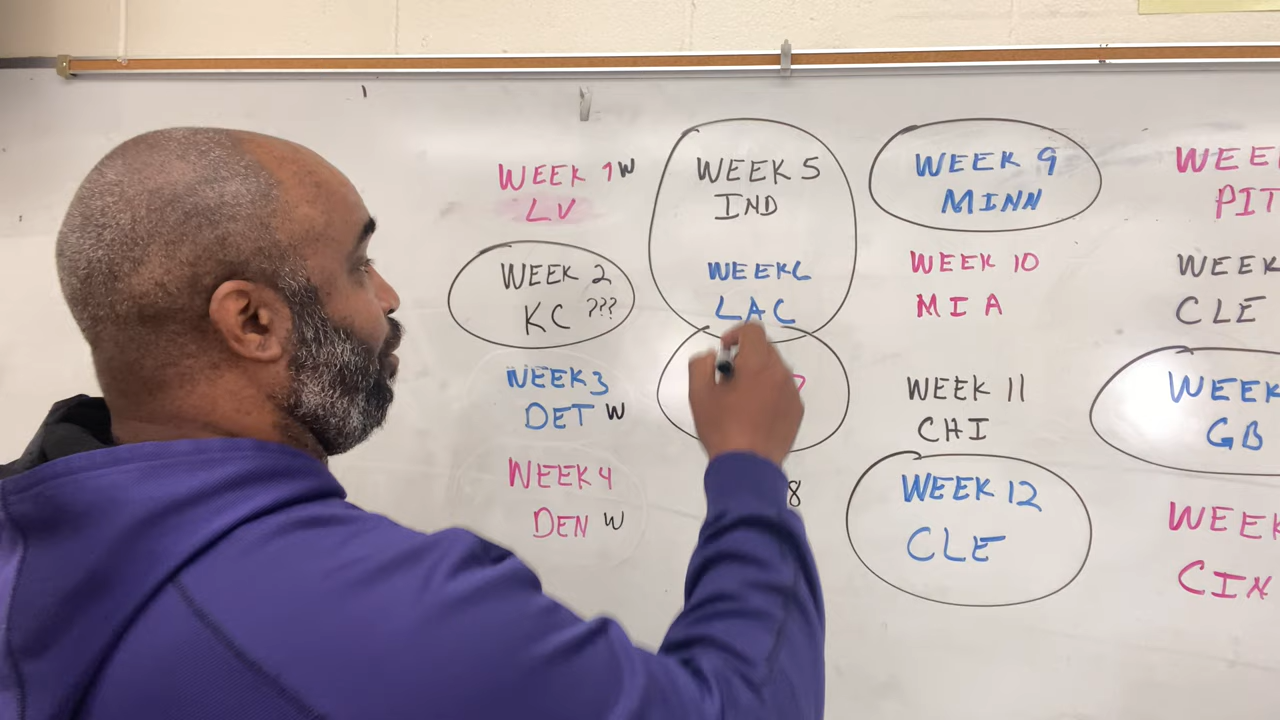 WEEK 1 W
LV
WEEK 2
KC ???
WEEK 3
DET W
WEEK 4
DEN W
WEEK 5
IND
WEEK 6
LAC
7
8
WEEK 9
MINN
WEEK 10
MIA
WEEK 11
CHI
WEEK 12
CLE
WEEK
PIT
WEEK
CLE
WEEK
GB
WEEK
CIN